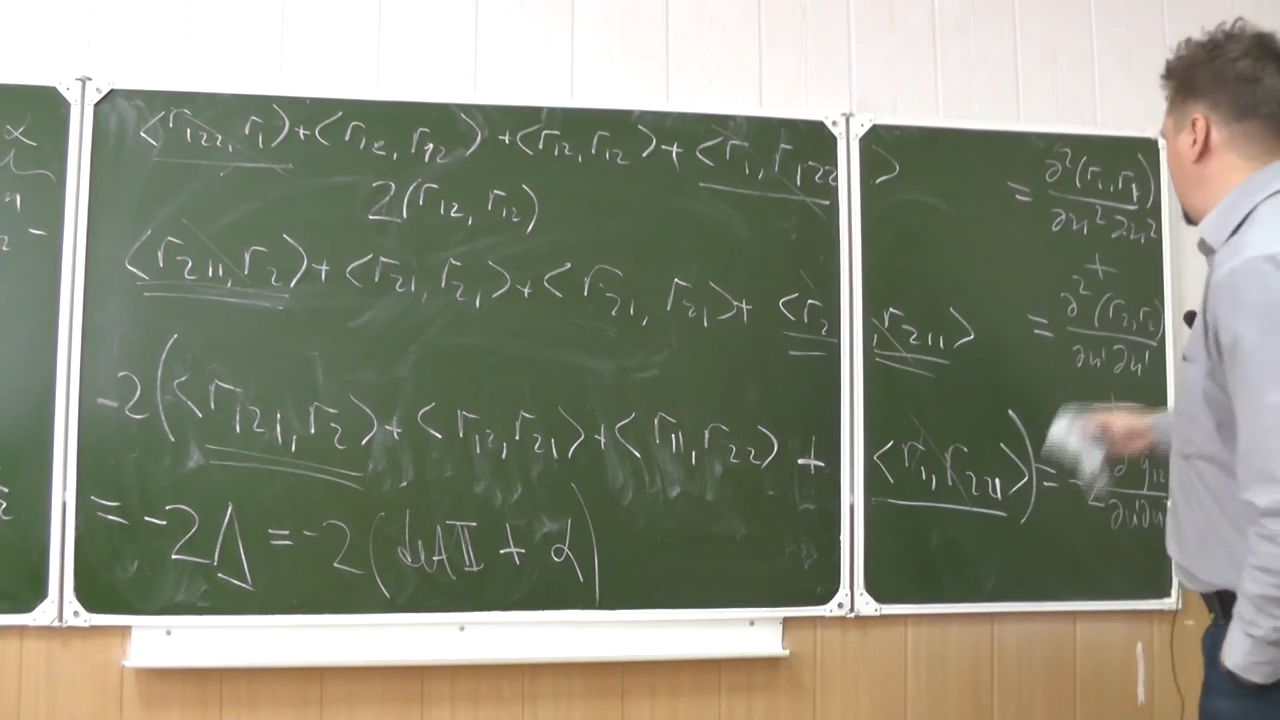 α
⟨r₁₂₂, r₁⟩ + ⟨r₁₂, r₁₂⟩ + ⟨r₁₂, r₁₂⟩ + ⟨r₁, r₁₂₂⟩ = ∂²(r₁, r₁) / ∂u² ∂u²
2(r₁₂, r₁₂) +
⟨r₂₁₁, r₂⟩ + ⟨r₂₁, r₂₁⟩ + ⟨r₂₁, r₂₁⟩ + ⟨r₂, r₂₁₁⟩ = ∂²(r₂, r₂) / ∂u¹ ∂u¹
-2(⟨r₁₂₁, r₂⟩ + ⟨r₁₂, r₂₁⟩ + ⟨r₁₁, r₂₂⟩ + ⟨r₁, r₂₂₁⟩) =
= -2Δ = -2(det II + α)